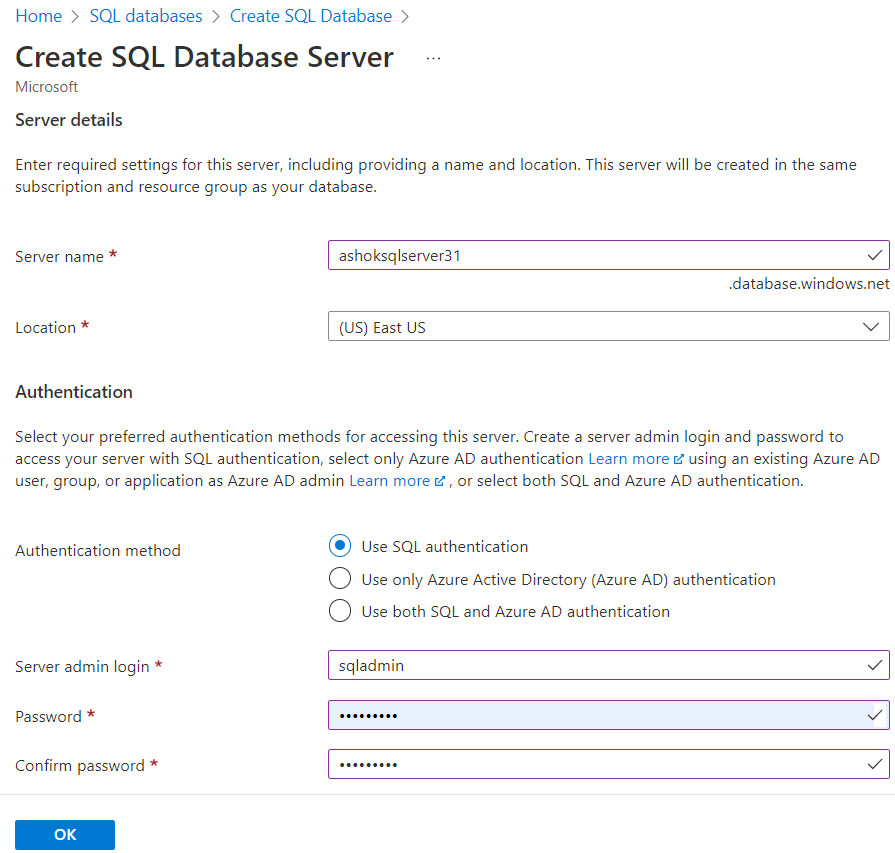 Home > SQL databases > Create SQL Database >
Create SQL Database Server ...
Microsoft
Server details
Enter required settings for this server, including providing a name and location. This server will be created in the same
subscription and resource group as your database.
Server name *
ashoksqlserver31
.database.windows.net
Location *
(US) East US
Authentication
Select your preferred authentication methods for accessing this server. Create a server admin login and password to
access your server with SQL authentication, select only Azure AD authentication Learn more using an existing Azure AD
user, group, or application as Azure AD admin Learn more , or select both SQL and Azure AD authentication.
Authentication method
Use SQL authentication
Use only Azure Active Directory (Azure AD) authentication
Use both SQL and Azure AD authentication
Server admin login *
sqladmin
Password *
•••••••••
Confirm password *
•••••••••
OK